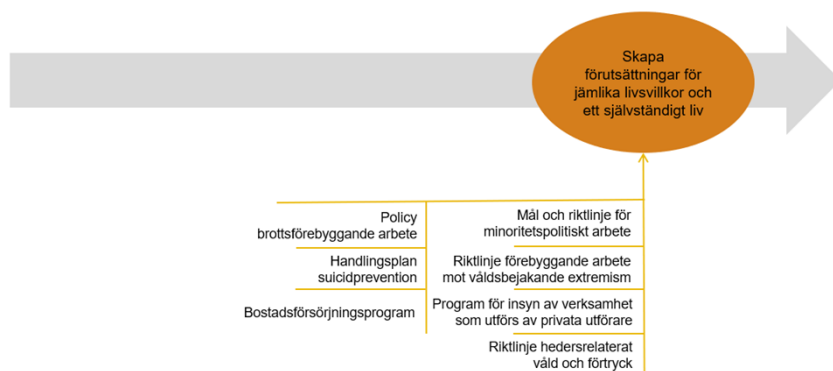 Skapa
förutsättningar för
jämlika livsvillkor och
ett självständigt liv
Policy
brottsförebyggande arbete
Handlingsplan
suicidprevention
Bostadsförsörjningsprogram
Mål och riktlinje för
minoritetspolitiskt arbete
Riktlinje förebyggande arbete
mot våldsbejakande extremism
Program för insyn av verksamhet
som utförs av privata utförare
Riktlinje hedersrelaterat
våld och förtryck